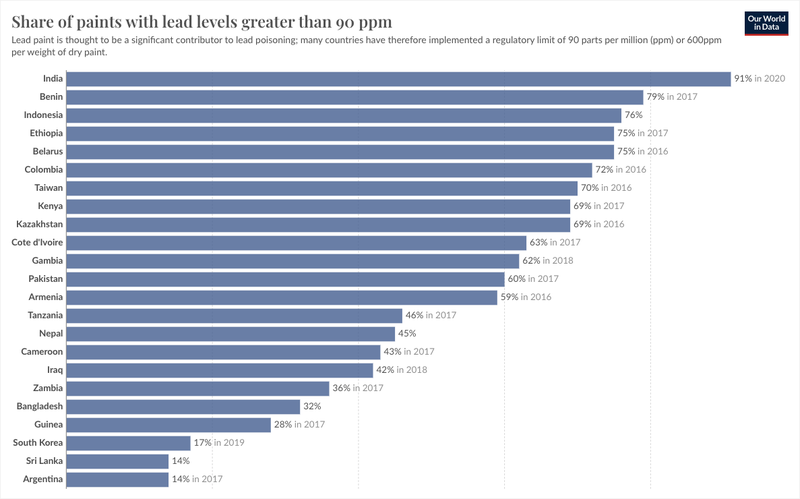 Share of paints with lead levels greater than 90 ppm
Our World
in Data
Lead paint is thought to be a significant contributor to lead poisoning; many countries have therefore implemented a regulatory limit of 90 parts per million (ppm) or 600ppm
per weight of dry paint.
India 91% in 2020
Benin 79% in 2017
Indonesia 76%
Ethiopia 75% in 2017
Belarus 75% in 2016
Colombia 72% in 2016
Taiwan 70% in 2016
Kenya 69% in 2017
Kazakhstan 69% in 2016
Cote d'Ivoire 63% in 2017
Gambia 62% in 2018
Pakistan 60% in 2017
Armenia 59% in 2016
Tanzania 46% in 2017
Nepal 45%
Cameroon 43% in 2017
Iraq 42% in 2018
Zambia 36% in 2017
Bangladesh 32%
Guinea 28% in 2017
South Korea 17% in 2019
Sri Lanka 14%
Argentina 14% in 2017